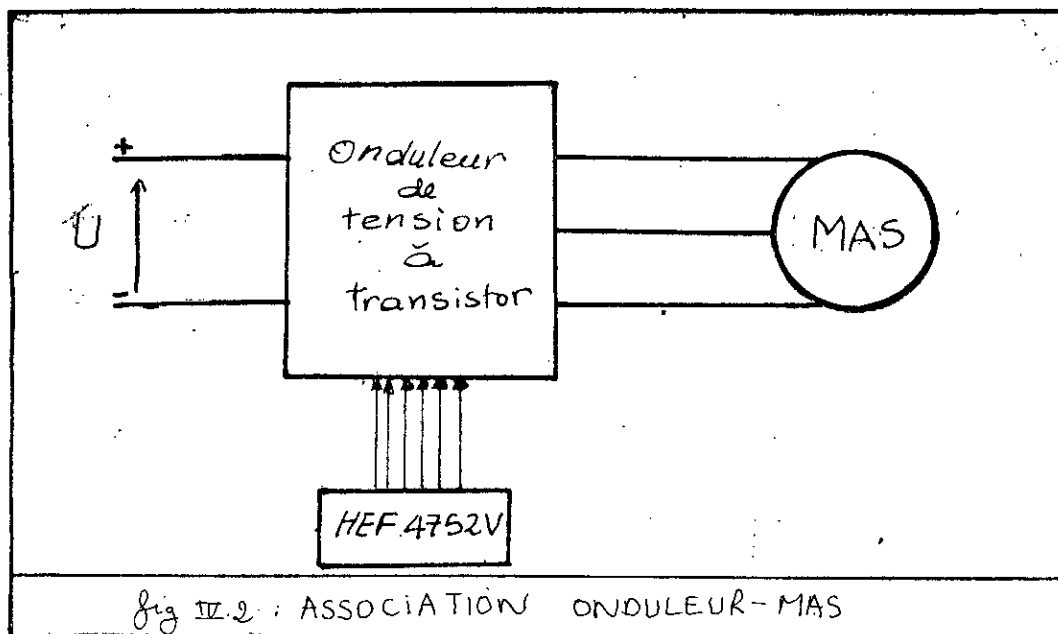 Onduleur
de
tension
à
transistor
+
U
-
MAS
HEF.4752V
fig IV.2 : ASSOCIATION ONDULEUR-MAS